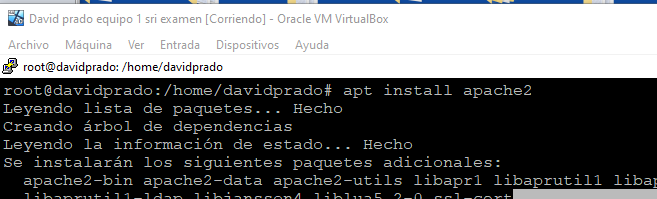 David prado equipo 1 sri examen [Corriendo] - Oracle VM VirtualBox
Archivo Máquina Ver Entrada Dispositivos Ayuda
root@davidprado: /home/davidprado
root@davidprado:/home/davidprado# apt install apache2
Leyendo lista de paquetes... Hecho
Creando árbol de dependencias
Leyendo la información de estado... Hecho
Se instalarán los siguientes paquetes adicionales:
apache2-bin apache2-data apache2-utils libapr1 libaprutil1
libaprutil1-ldap libjansson4 liblua5.2-0 ssl-cert